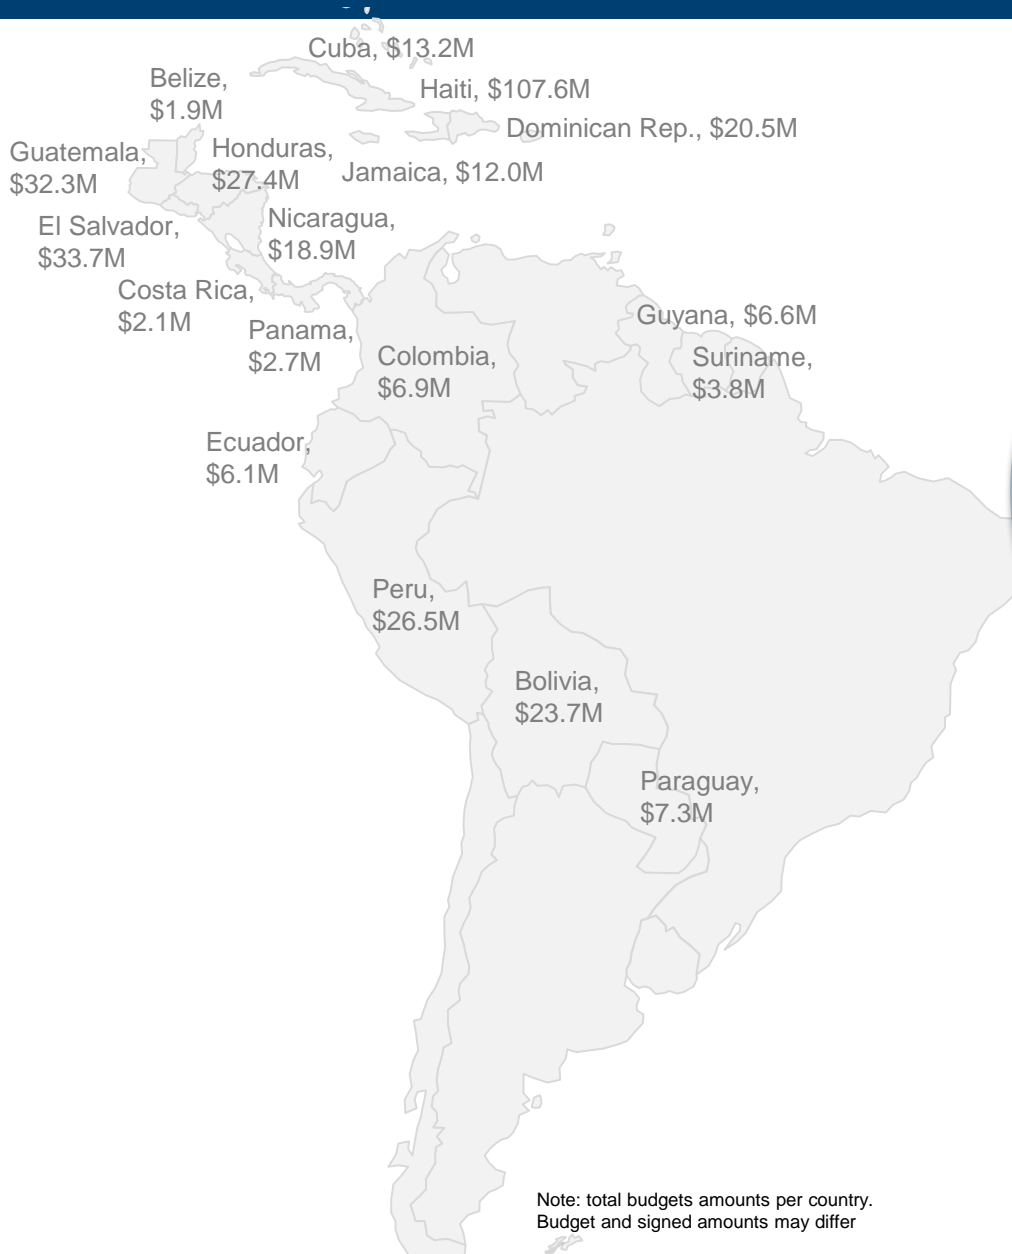 Cuba, $13.2M
Belize,
$1.9M
Haiti, $107.6M
Dominican Rep., $20.5M
Guatemala,
$32.3M
Honduras,
$27.4M
Jamaica, $12.0M
El Salvador,
$33.7M
Nicaragua,
$18.9M
Costa Rica,
$2.1M
Panama,
$2.7M
Guyana, $6.6M
Colombia,
$6.9M
Suriname,
$3.8M
Ecuador,
$6.1M
Peru,
$26.5M
Bolivia,
$23.7M
Paraguay,
$7.3M
Note: total budgets amounts per country.
Budget and signed amounts may differ